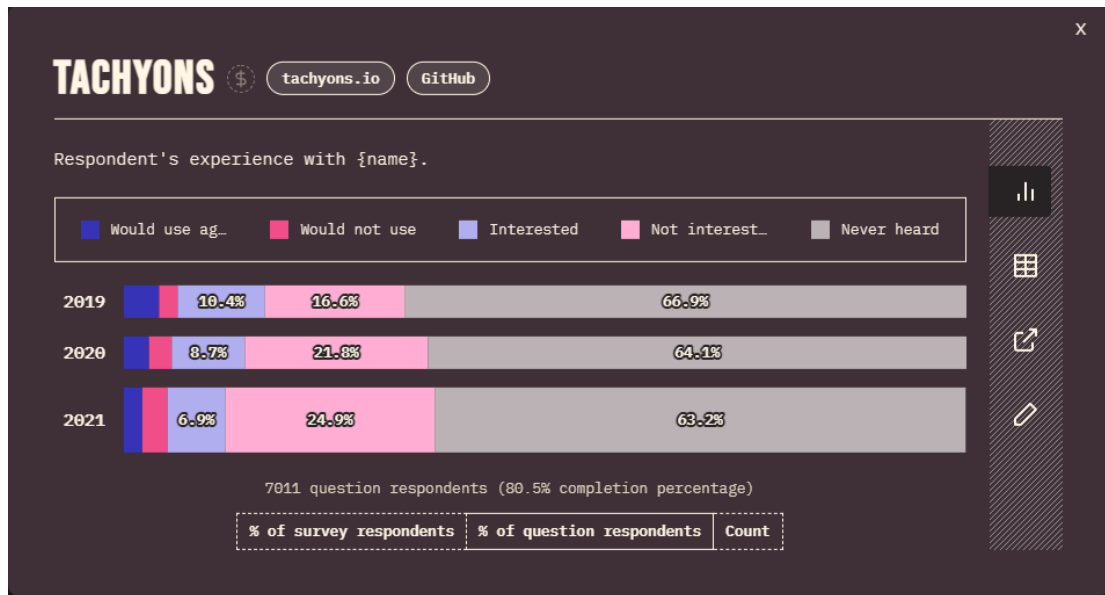 x
TACHYONS $ tachyons.io GitHub
Respondent's experience with {name}.
Would use ag… Would not use Interested Not interest… Never heard
2019 10.4% 16.6% 66.9%
2020 8.7% 21.8% 64.1%
2021 6.9% 24.9% 63.2%
7011 question respondents (80.5% completion percentage)
% of survey respondents % of question respondents Count